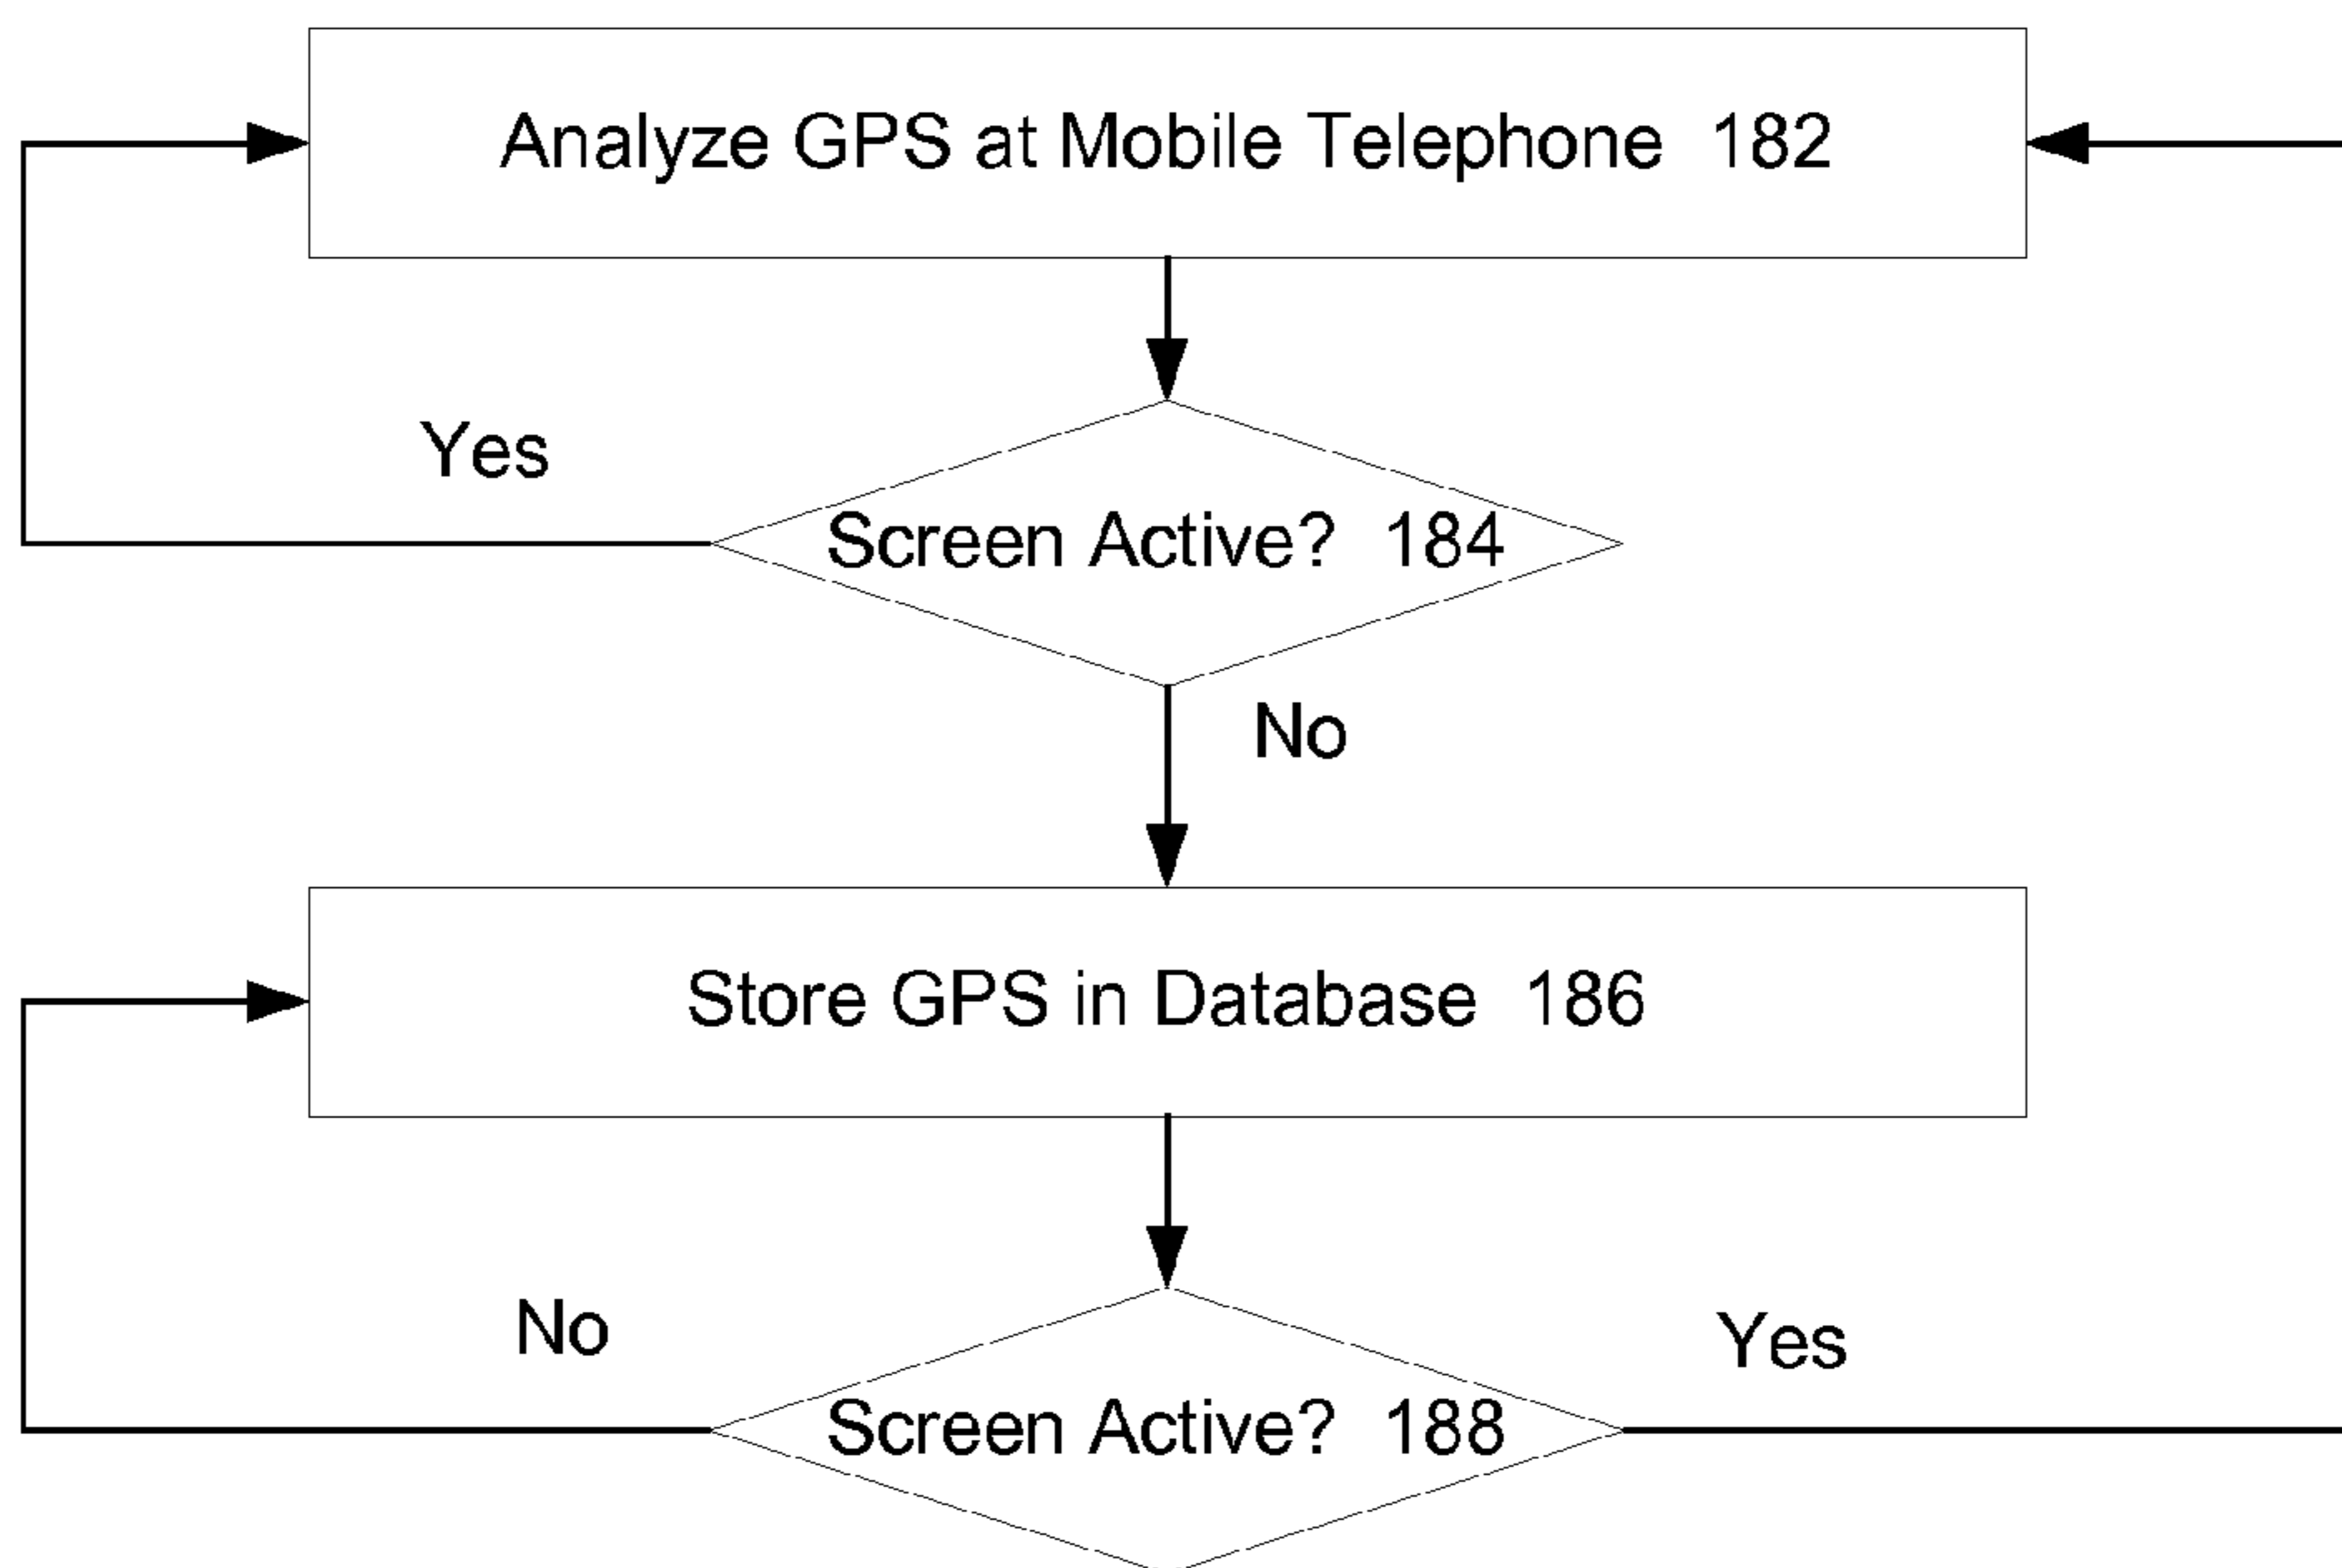 Analyze GPS at Mobile Telephone 182
Yes
Screen Active? 184
No
Store GPS in Database 186
No
Yes
Screen Active? 188